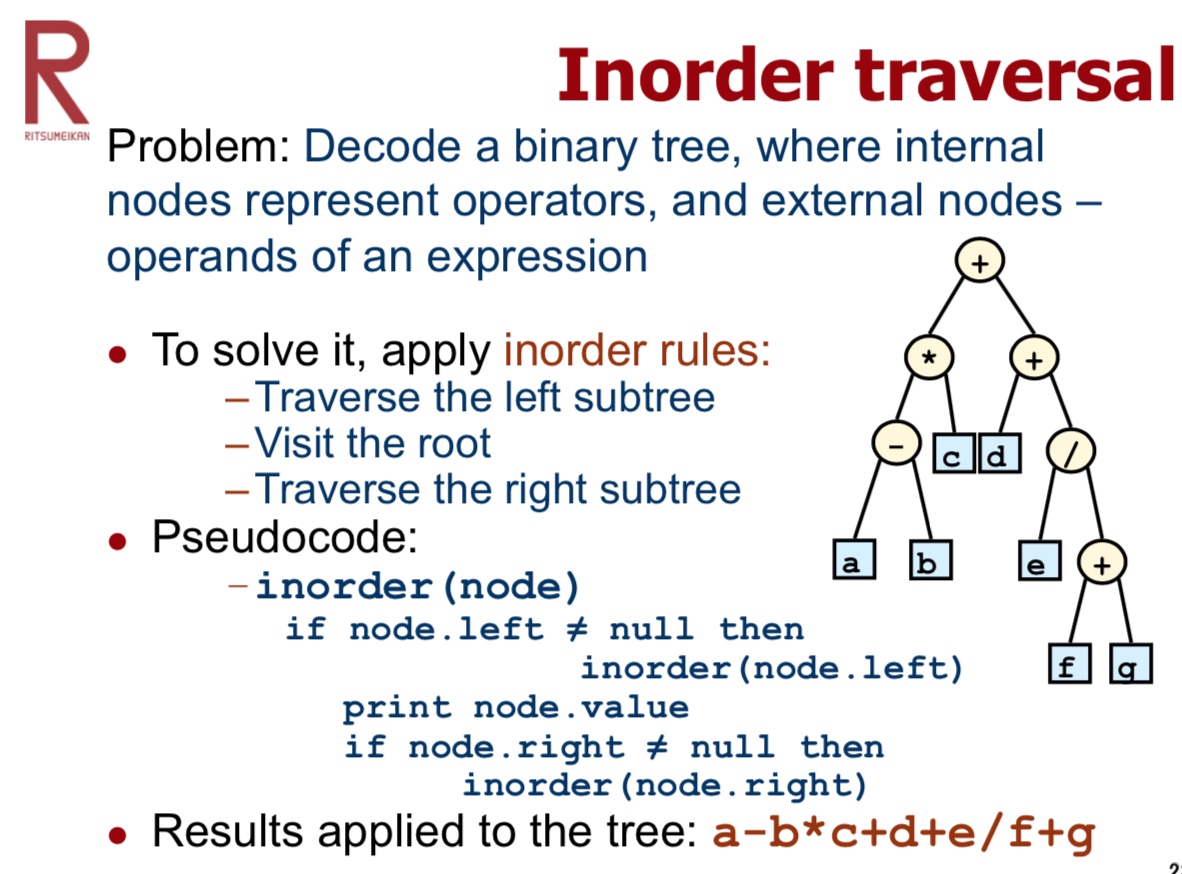 RITSUMEIKAN
Inorder traversal
Problem: Decode a binary tree, where internal
nodes represent operators, and external nodes –
operands of an expression
● To solve it, apply inorder rules:
–Traverse the left subtree
–Visit the root
–Traverse the right subtree
● Pseudocode:
–inorder(node)
if node.left ≠ null then
inorder(node.left)
print node.value
if node.right ≠ null then
inorder(node.right)
● Results applied to the tree: a-b*c+d+e/f+g
+
* +
- c d /
a b e +
f g